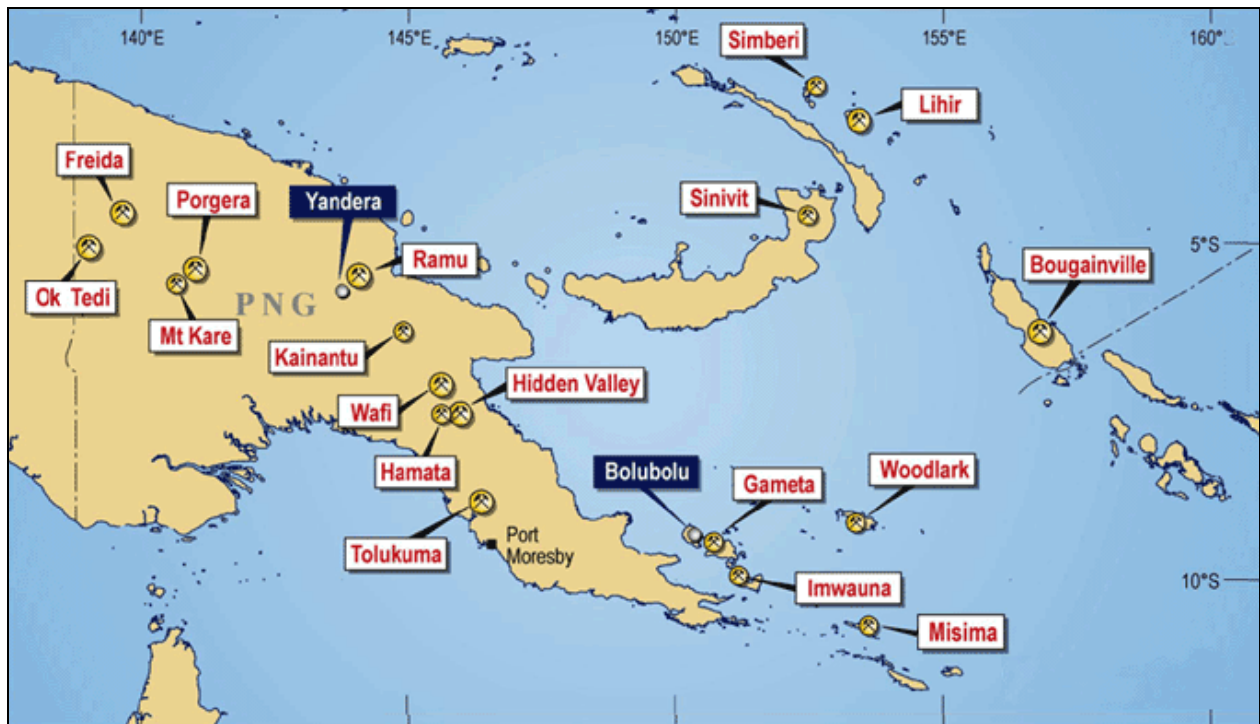 140°E
145°E
150°E
155°E
160°
Simberi
Lihir
Freida
Porgera
Yandera
Sinivit
5°S
Ramu
Bougainville
Ok Tedi
PNG
Mt Kare
Kainantu
Hidden Valley
Wafi
Hamata
Bolubolu
Gameta
Woodlark
Tolukuma
Port
Moresby
Imwauna
10°S
Misima